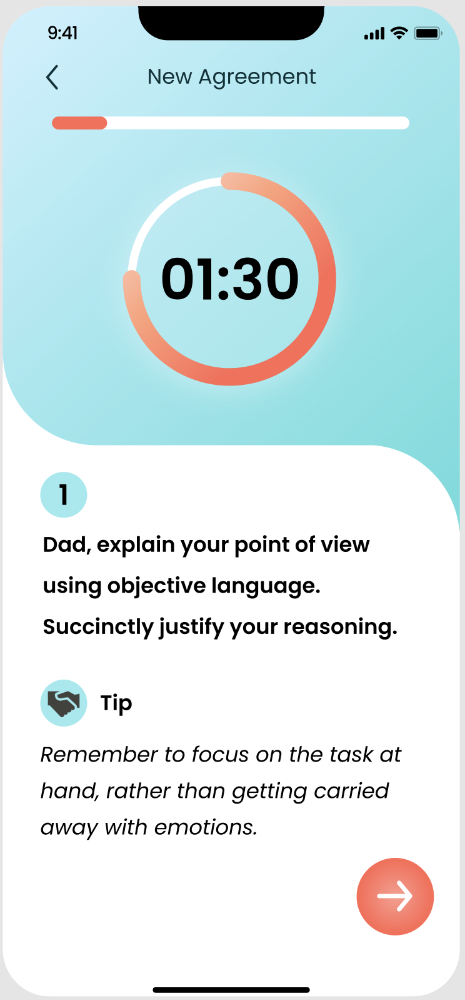 9:41
New Agreement
01:30
1
Dad, explain your point of view
using objective language.
Succinctly justify your reasoning.
Tip
Remember to focus on the task at
hand, rather than getting carried
away with emotions.